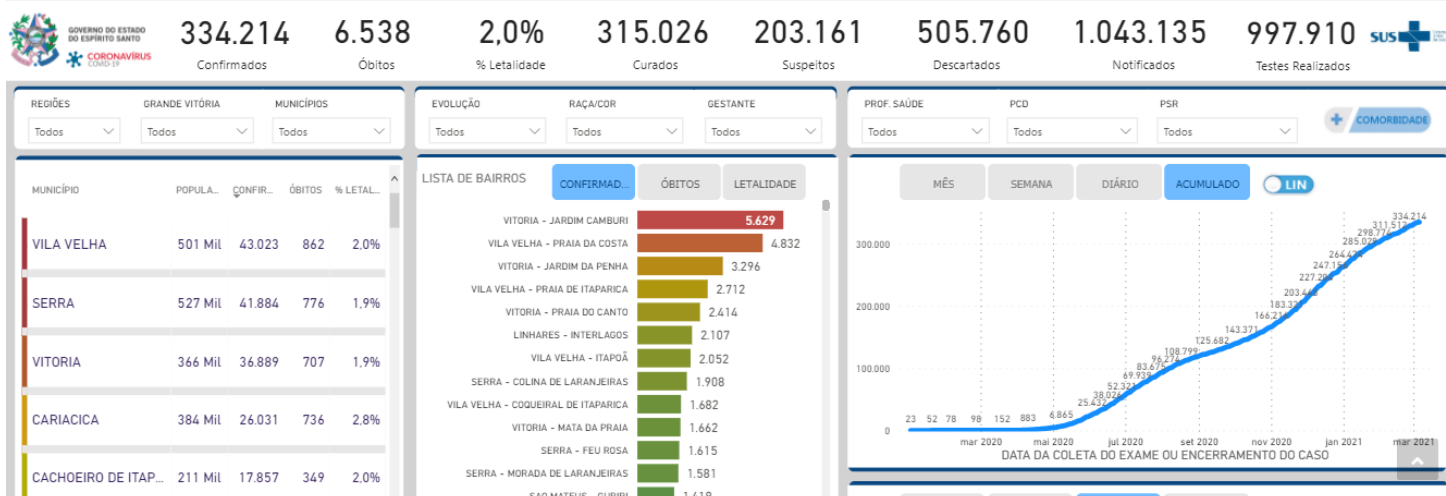 GOVERNO DO ESTADO
DO ESPÍRITO SANTO
CORONAVÍRUS
COVID-19
334.214
Confirmados
6.538
Óbitos
2,0%
% Letalidade
315.026
Curados
203.161
Suspeitos
505.760
Descartados
1.043.135
Notificados
997.910
Testes Realizados
SUS
REGIÕES GRANDE VITÓRIA MUNICÍPIOS
Todos Todos Todos
EVOLUÇÃO RAÇA/COR GESTANTE
Todos Todos Todos
PROF. SAÚDE PCD PSR
Todos Todos Todos
+ COMORBIDADE
MUNICÍPIO POPULA... CONFIR... ÓBITOS % LETAL...
VILA VELHA 501 Mil 43.023 862 2,0%
SERRA 527 Mil 41.884 776 1,9%
VITORIA 366 Mil 36.889 707 1,9%
CARIACICA 384 Mil 26.031 736 2,8%
CACHOEIRO DE ITAP... 211 Mil 17.857 349 2,0%
LISTA DE BAIRROS
CONFIRMAD... ÓBITOS LETALIDADE
VITORIA - JARDIM CAMBURI 5.629
VILA VELHA - PRAIA DA COSTA 4.832
VITORIA - JARDIM DA PENHA 3.296
VILA VELHA - PRAIA DE ITAPARICA 2.712
VITORIA - PRAIA DO CANTO 2.414
LINHARES - INTERLAGOS 2.107
VILA VELHA - ITAPOÃ 2.052
SERRA - COLINA DE LARANJEIRAS 1.908
VILA VELHA - COQUEIRAL DE ITAPARICA 1.682
VITORIA - MATA DA PRAIA 1.662
SERRA - FEU ROSA 1.615
SERRA - MORADA DE LARANJEIRAS 1.581
SAO MATEUS - GURIRI 1.419
MÊS SEMANA DIÁRIO ACUMULADO LIN
300.000
200.000
100.000
0
23 52 78 98 152 883 6.865
25.432
38.026
52.321
69.939
83.675
96.274
108.799
125.682
143.371
166.216
183.321
227.204
264.424
285.029
311.512
334.214
mar 2020 mai 2020 jul 2020 set 2020 nov 2020 jan 2021 mar 2021
DATA DA COLETA DO EXAME OU ENCERRAMENTO DO CASO